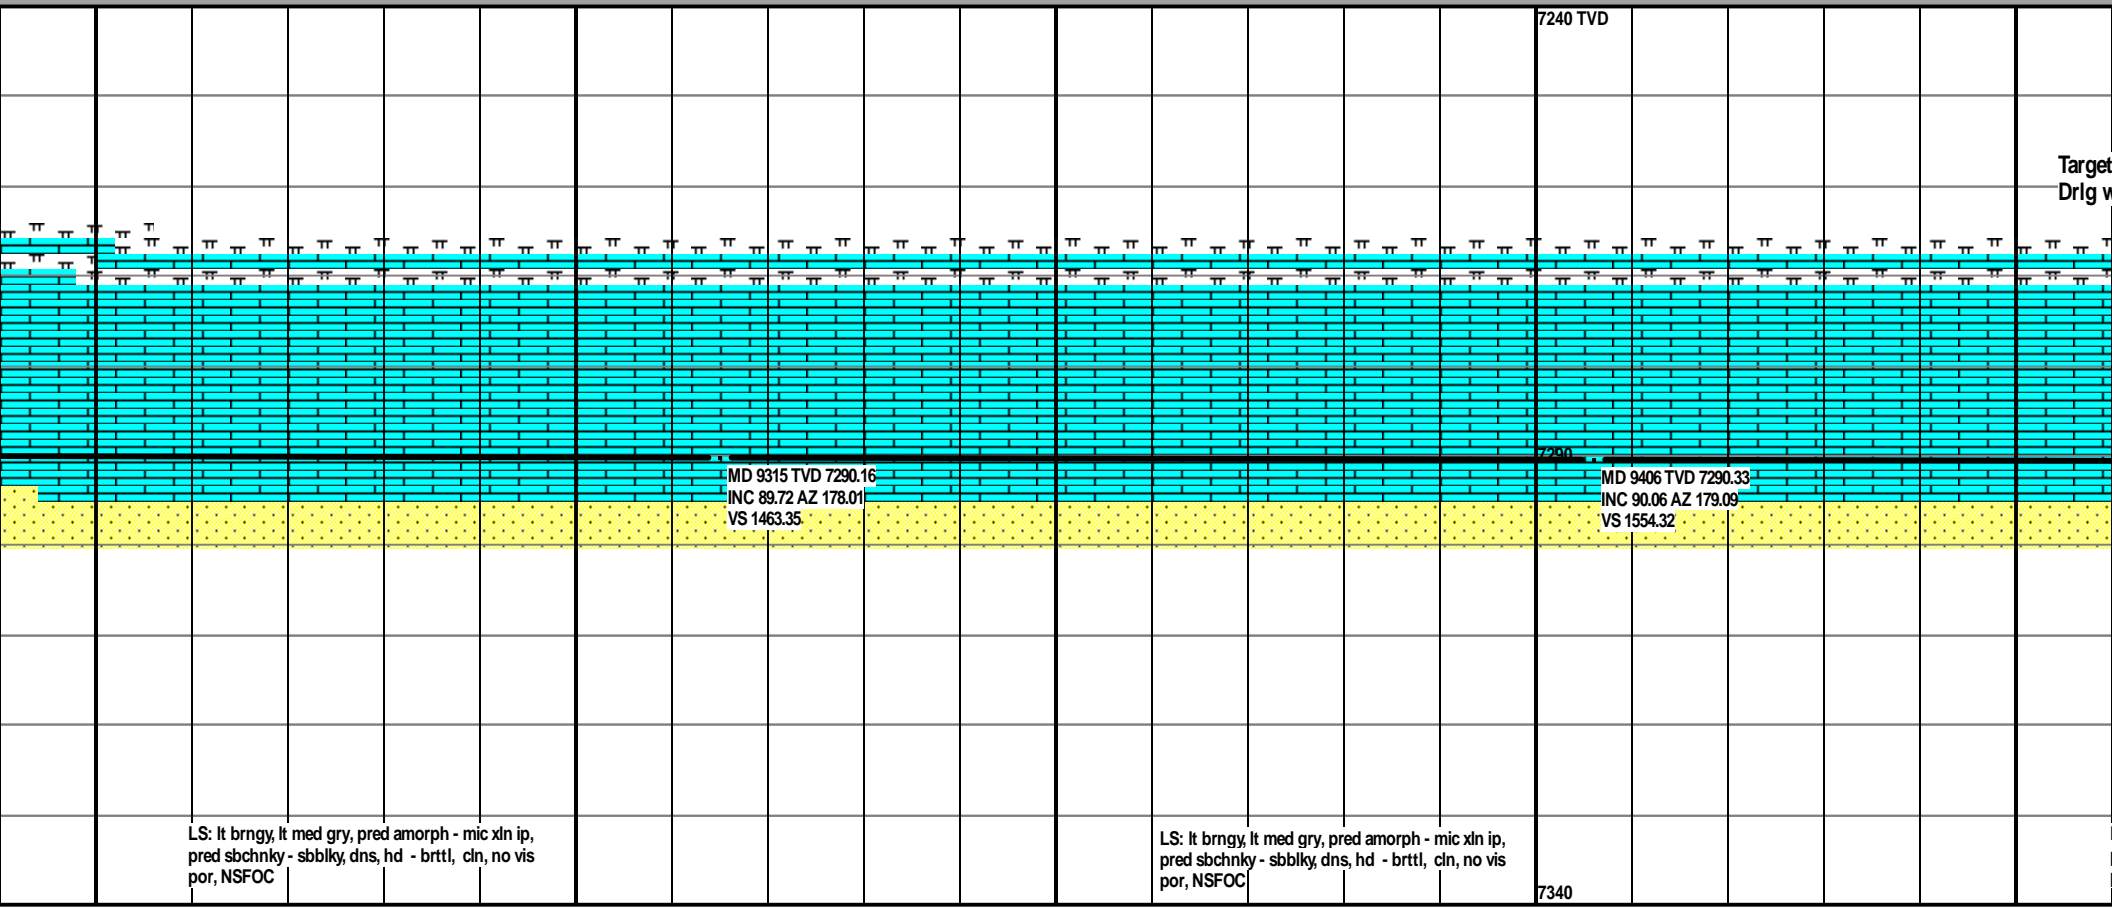 7240 TVD
Target
Drlg
7290
MD 9315 TVD 7290.16
INC 89.72 AZ 178.01
VS 1463.35
MD 9406 TVD 7290.33
INC 90.06 AZ 179.09
VS 1554.32
LS: lt brngy, lt med gry, pred amorph - mic xln ip,
pred sbchnky - sbblky, dns, hd - brttl, cln, no vis
por, NSFOC
LS: lt brngy, lt med gry, pred amorph - mic xln ip,
pred sbchnky - sbblky, dns, hd - brttl, cln, no vis
por, NSFOC
7340